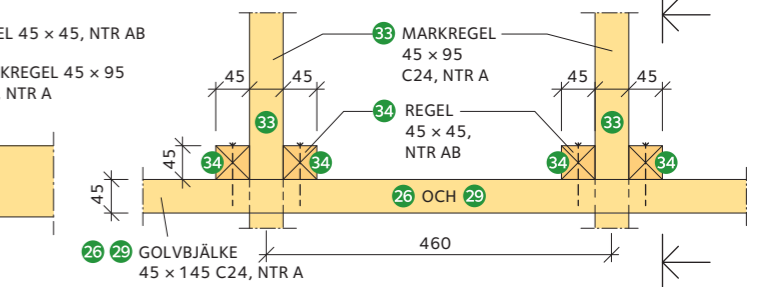 EL 45 × 45, NTR AB
KREGEL 45 × 95
NTR A
33 MARKREGEL
45 × 95
C24, NTR A
45 45
45 45
34 REGEL
45 × 45,
NTR AB
33
33
45
34
34
34
34
45
26 OCH 29
460
26 29 GOLVBJÄLKE
45 × 145 C24, NTR A